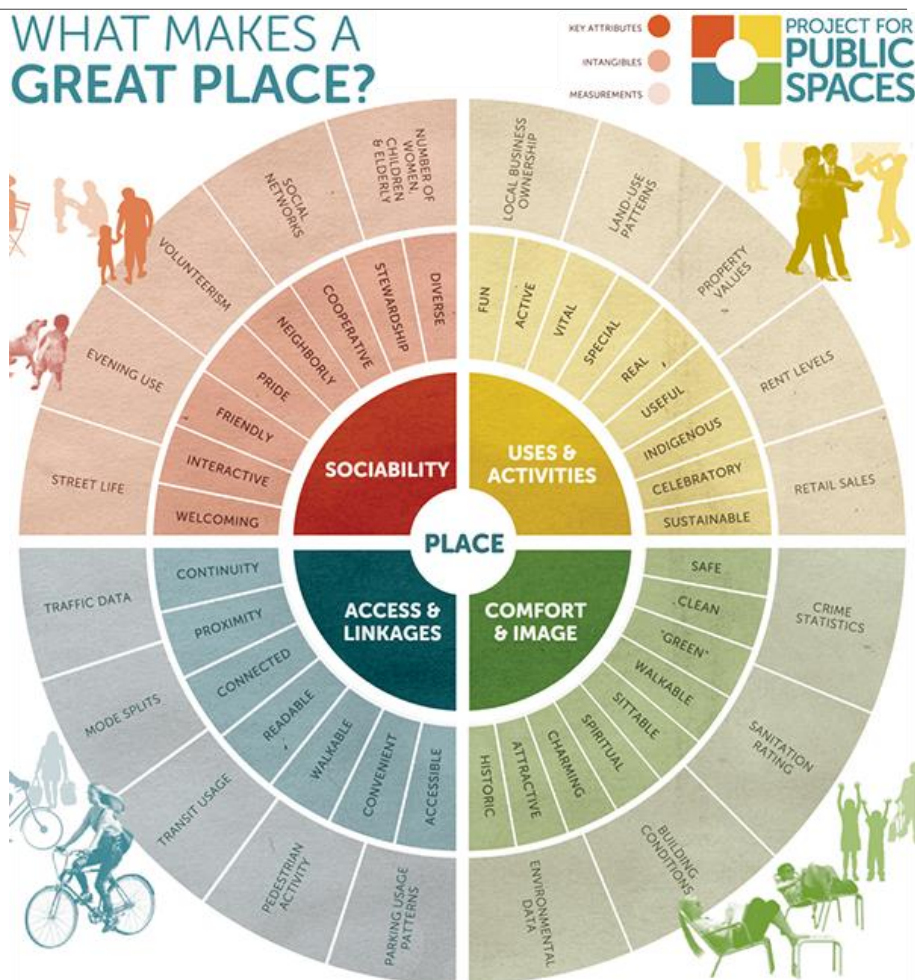 WHAT MAKES A
GREAT PLACE?
KEY ATTRIBUTES
INTANGIBLES
MEASUREMENTS
PROJECT FOR
PUBLIC
SPACES
STREET LIFE
EVENING USE
VOLUNTEERISM
SOCIAL
NETWORKS
NUMBER OF
WOMEN,
CHILDREN
& ELDERLY
LOCAL BUSINESS
OWNERSHIP
LAND-USE
PATTERNS
PROPERTY
VALUES
RENT LEVELS
RETAIL SALES
WELCOMING
INTERACTIVE
FRIENDLY
PRIDE
NEIGHBORLY
COOPERATIVE
STEWARDSHIP
DIVERSE
FUN
ACTIVE
VITAL
SPECIAL
REAL
USEFUL
INDIGENOUS
CELEBRATORY
SUSTAINABLE
SOCIABILITY
USES &
ACTIVITIES
PLACE
ACCESS &
LINKAGES
COMFORT
& IMAGE
CONTINUITY
PROXIMITY
CONNECTED
READABLE
WALKABLE
CONVENIENT
ACCESSIBLE
HISTORIC
ATTRACTIVE
CHARMING
SPIRITUAL
SITTABLE
WALKABLE
"GREEN"
CLEAN
SAFE
TRAFFIC DATA
MODE SPLITS
TRANSIT USAGE
PEDESTRIAN
ACTIVITY
PARKING USAGE
PATTERNS
ENVIRONMENTAL
DATA
BUILDING
CONDITIONS
SANITATION
RATING
CRIME
STATISTICS